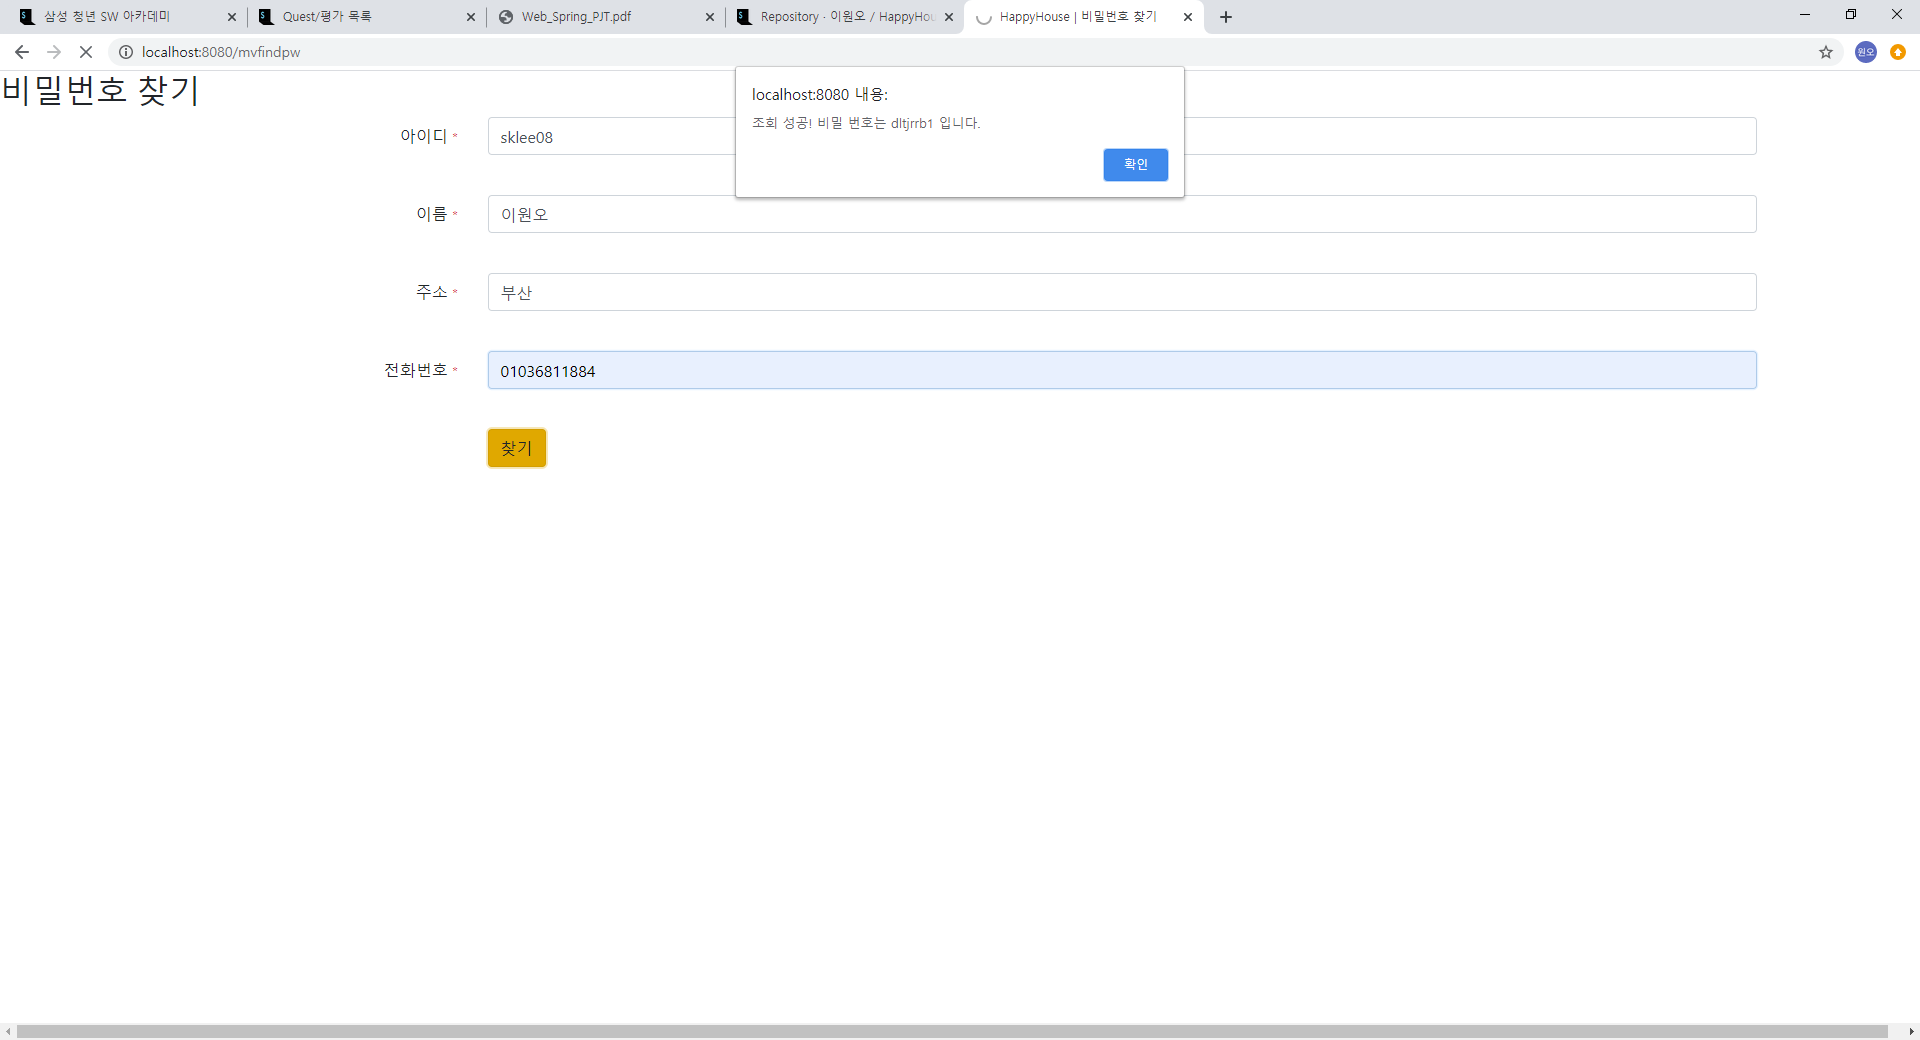 삼성 청년 SW 아카데미
Quest/평가 목록
Web_Spring_PJT.pdf
Repository · 이원오 / HappyHou
HappyHouse | 비밀번호 찾기
localhost:8080/mvfindpw
원오
비밀번호 찾기
localhost:8080 내용:
조회 성공! 비밀 번호는 dltjrrb1 입니다.
확인
아이디 *
sklee08
이름 *
이원오
주소 *
부산
전화번호 *
01036811884
찾기